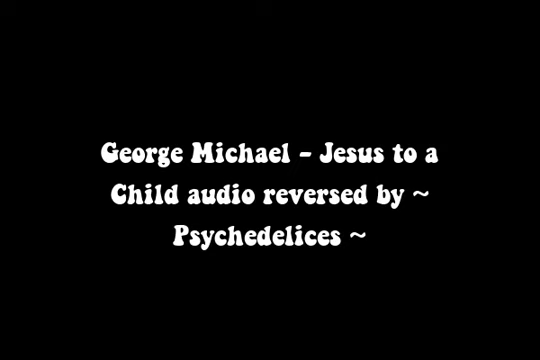 George Michael - Jesus to a
Child audio reversed by ~
Psychedelices ~